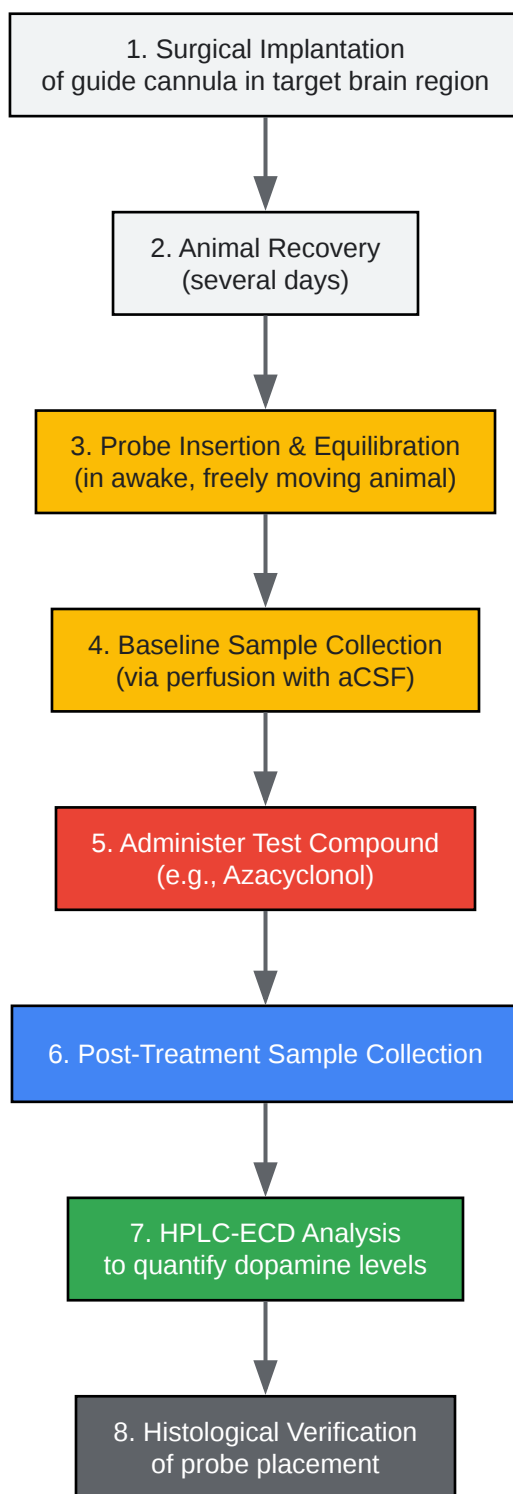 1. Surgical Implantation
of guide cannula in target brain region
2. Animal Recovery
(several days)
3. Probe Insertion & Equilibration
(in awake, freely moving animal)
4. Baseline Sample Collection
(via perfusion with aCSF)
5. Administer Test Compound
(e.g., Azacyclonol)
6. Post-Treatment Sample Collection
7. HPLC-ECD Analysis
to quantify dopamine levels
8. Histological Verification
of probe placement